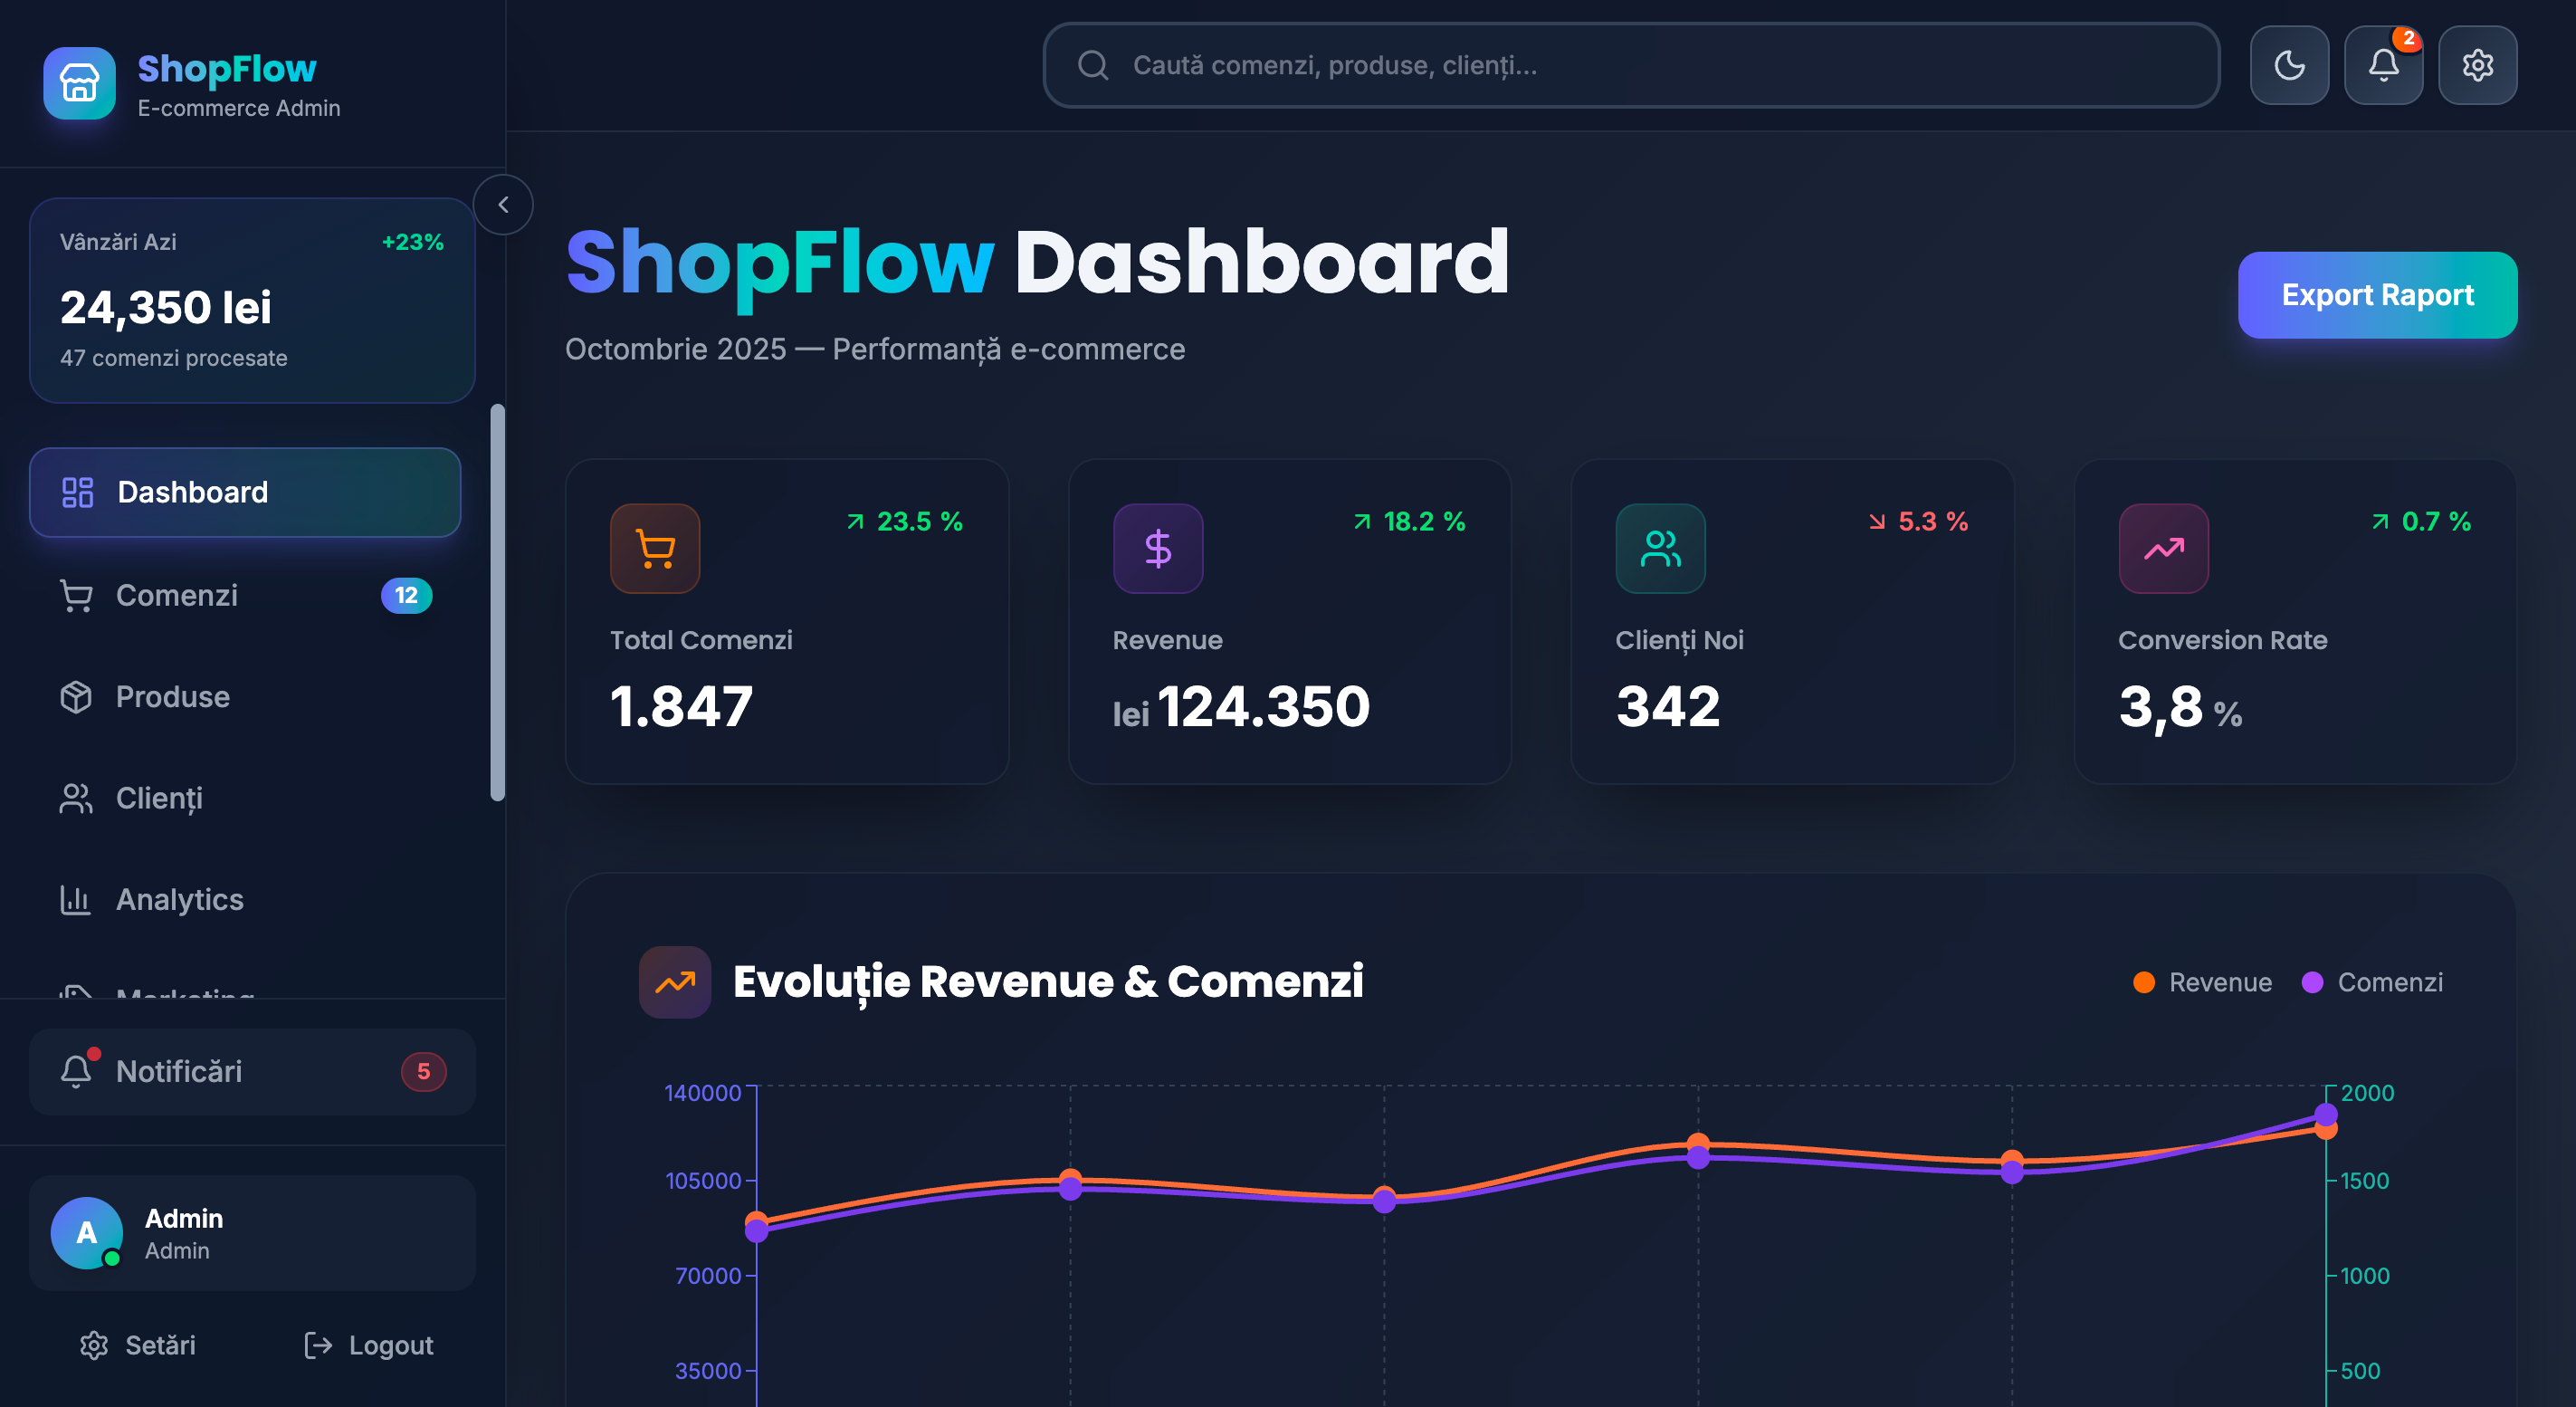 ShopFlow
E-commerce Admin
Vânzări Azi
+23%
24,350 lei
47 comenzi procesate
Dashboard
Comenzi
12
Produse
Clienți
Analytics
Marketing
Notificări
5
A
Admin
Admin
Setări
Logout
Caută comenzi, produse, clienți...
2
ShopFlow Dashboard
Octombrie 2025 — Performanță e-commerce
Export Raport
23.5 %
Total Comenzi
1.847
18.2 %
Revenue
lei 124.350
5.3 %
Clienți Noi
342
0.7 %
Conversion Rate
3,8 %
Evoluție Revenue & Comenzi
Revenue
Comenzi
140000
105000
70000
35000
2000
1500
1000
500